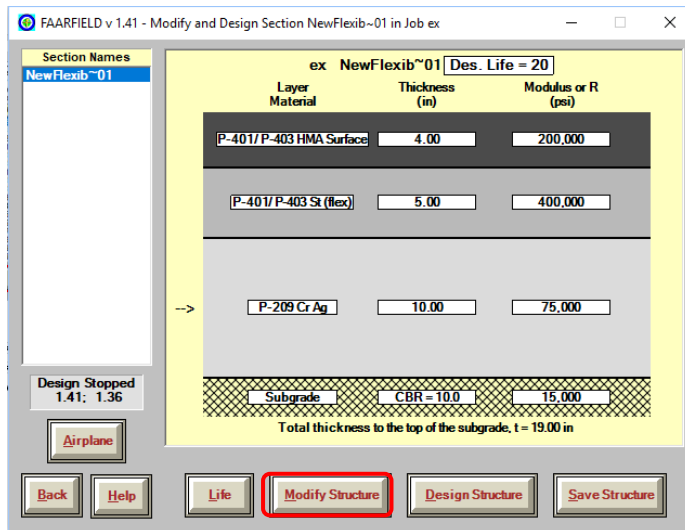 FAARFIELD v 1.41 - Modify and Design Section NewFlexib~01 in Job ex
Section Names
NewFlexib~01
ex NewFlexib~01 Des. Life = 20
Layer Material Thickness (in) Modulus or R (psi)
P-401/ P-403 HMA Surface 4.00 200,000
P-401/ P-403 St (flex) 5.00 400,000
--> P-209 Cr Ag 10.00 75,000
Subgrade CBR = 10.0 15,000
Total thickness to the top of the subgrade, t = 19.00 in
Design Stopped
1.41; 1.36
Airplane
Back Help Life Modify Structure Design Structure Save Structure